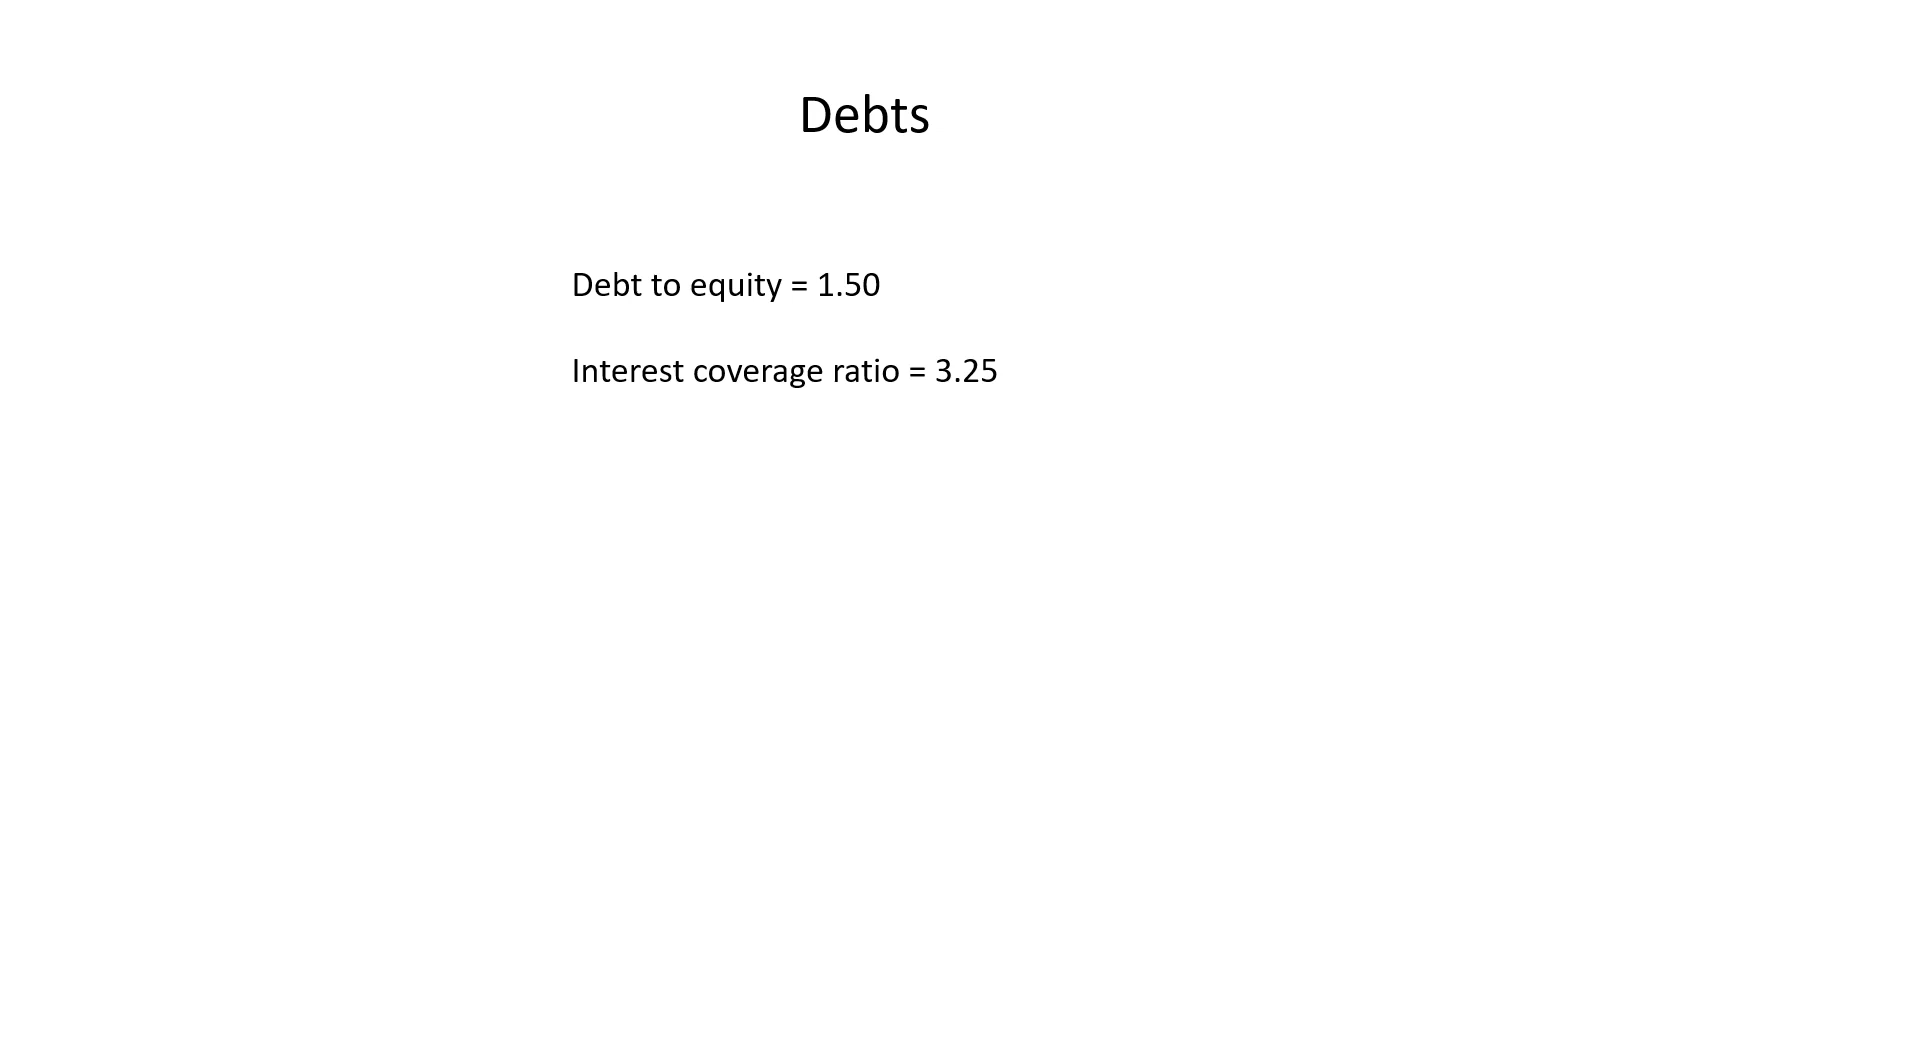 Debts
Debt to equity = 1.50
Interest coverage ratio = 3.25